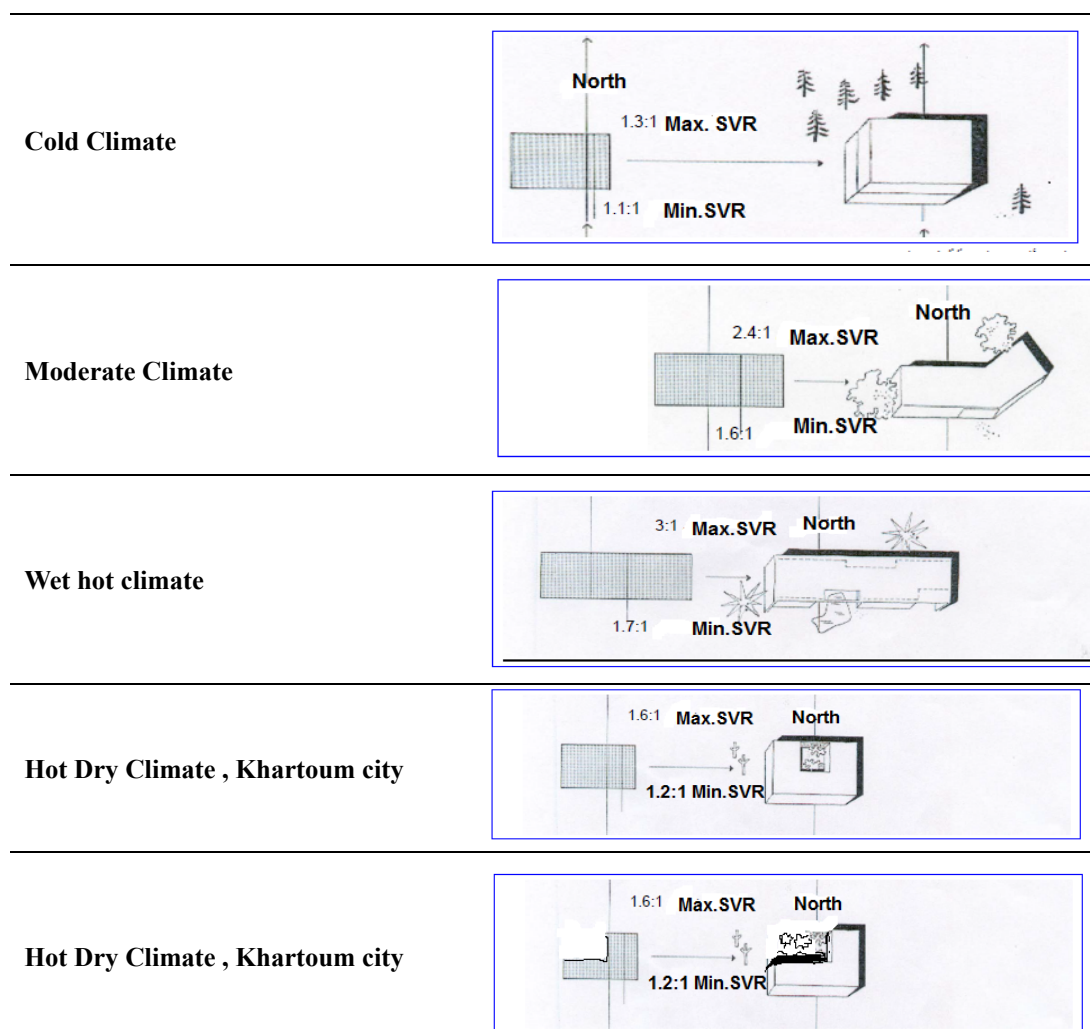 North
1.3:1 Max. SVR
Cold Climate
1.1:1 Min.SVR
North
2.4:1 Max.SVR
Moderate Climate
1.6:1 Min.SVR
3:1 Max.SVR North
Wet hot climate
1.7:1 Min.SVR
1.6:1 Max.SVR North
Hot Dry Climate , Khartoum city
1.2:1 Min.SVR
1.6:1 Max.SVR North
Hot Dry Climate , Khartoum city
1.2:1 Min.SVR